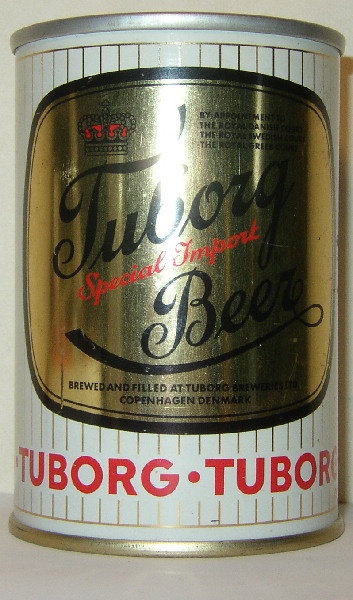 BY APPOINTMENT TO
THE ROYAL DANISH COURT
THE ROYAL SWEDISH COURT
THE ROYAL GREEK COURT
Tuborg
Special Import
Beer
BREWED AND FILLED AT TUBORG BREWERIES LTD
COPENHAGEN DENMARK
• TUBORG • TUBORG